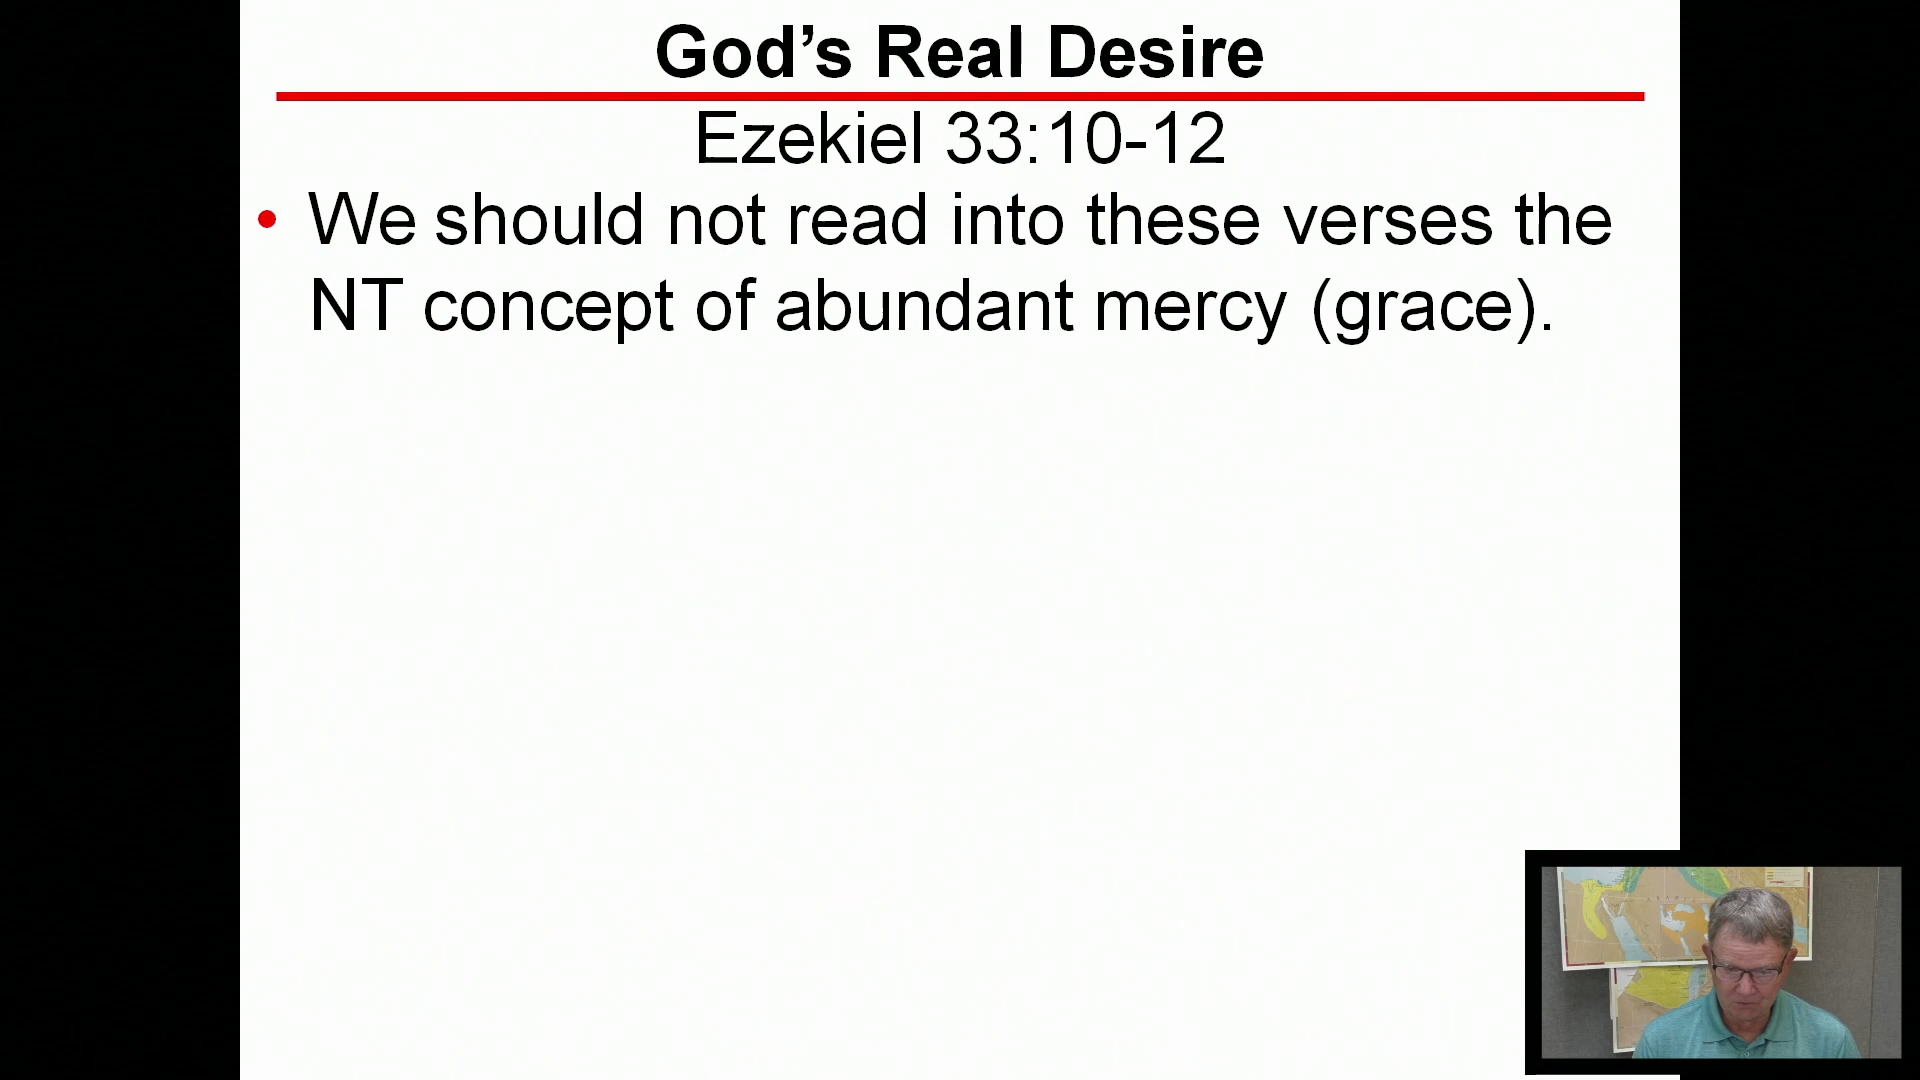 God’s Real Desire
Ezekiel 33:10-12
• We should not read into these verses the
NT concept of abundant mercy (grace).